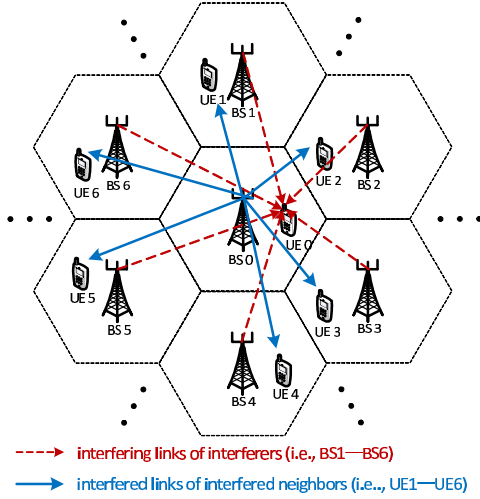 UE 1
BS 1
UE 2
BS 2
BS 6
UE 6
UE 0
BS 0
UE 5
BS 5
UE 3
BS 3
BS 4
UE 4
interfering links of interferers (i.e., BS1—BS6)
interfered links of interfered neighbors (i.e.., UE1—UE6)